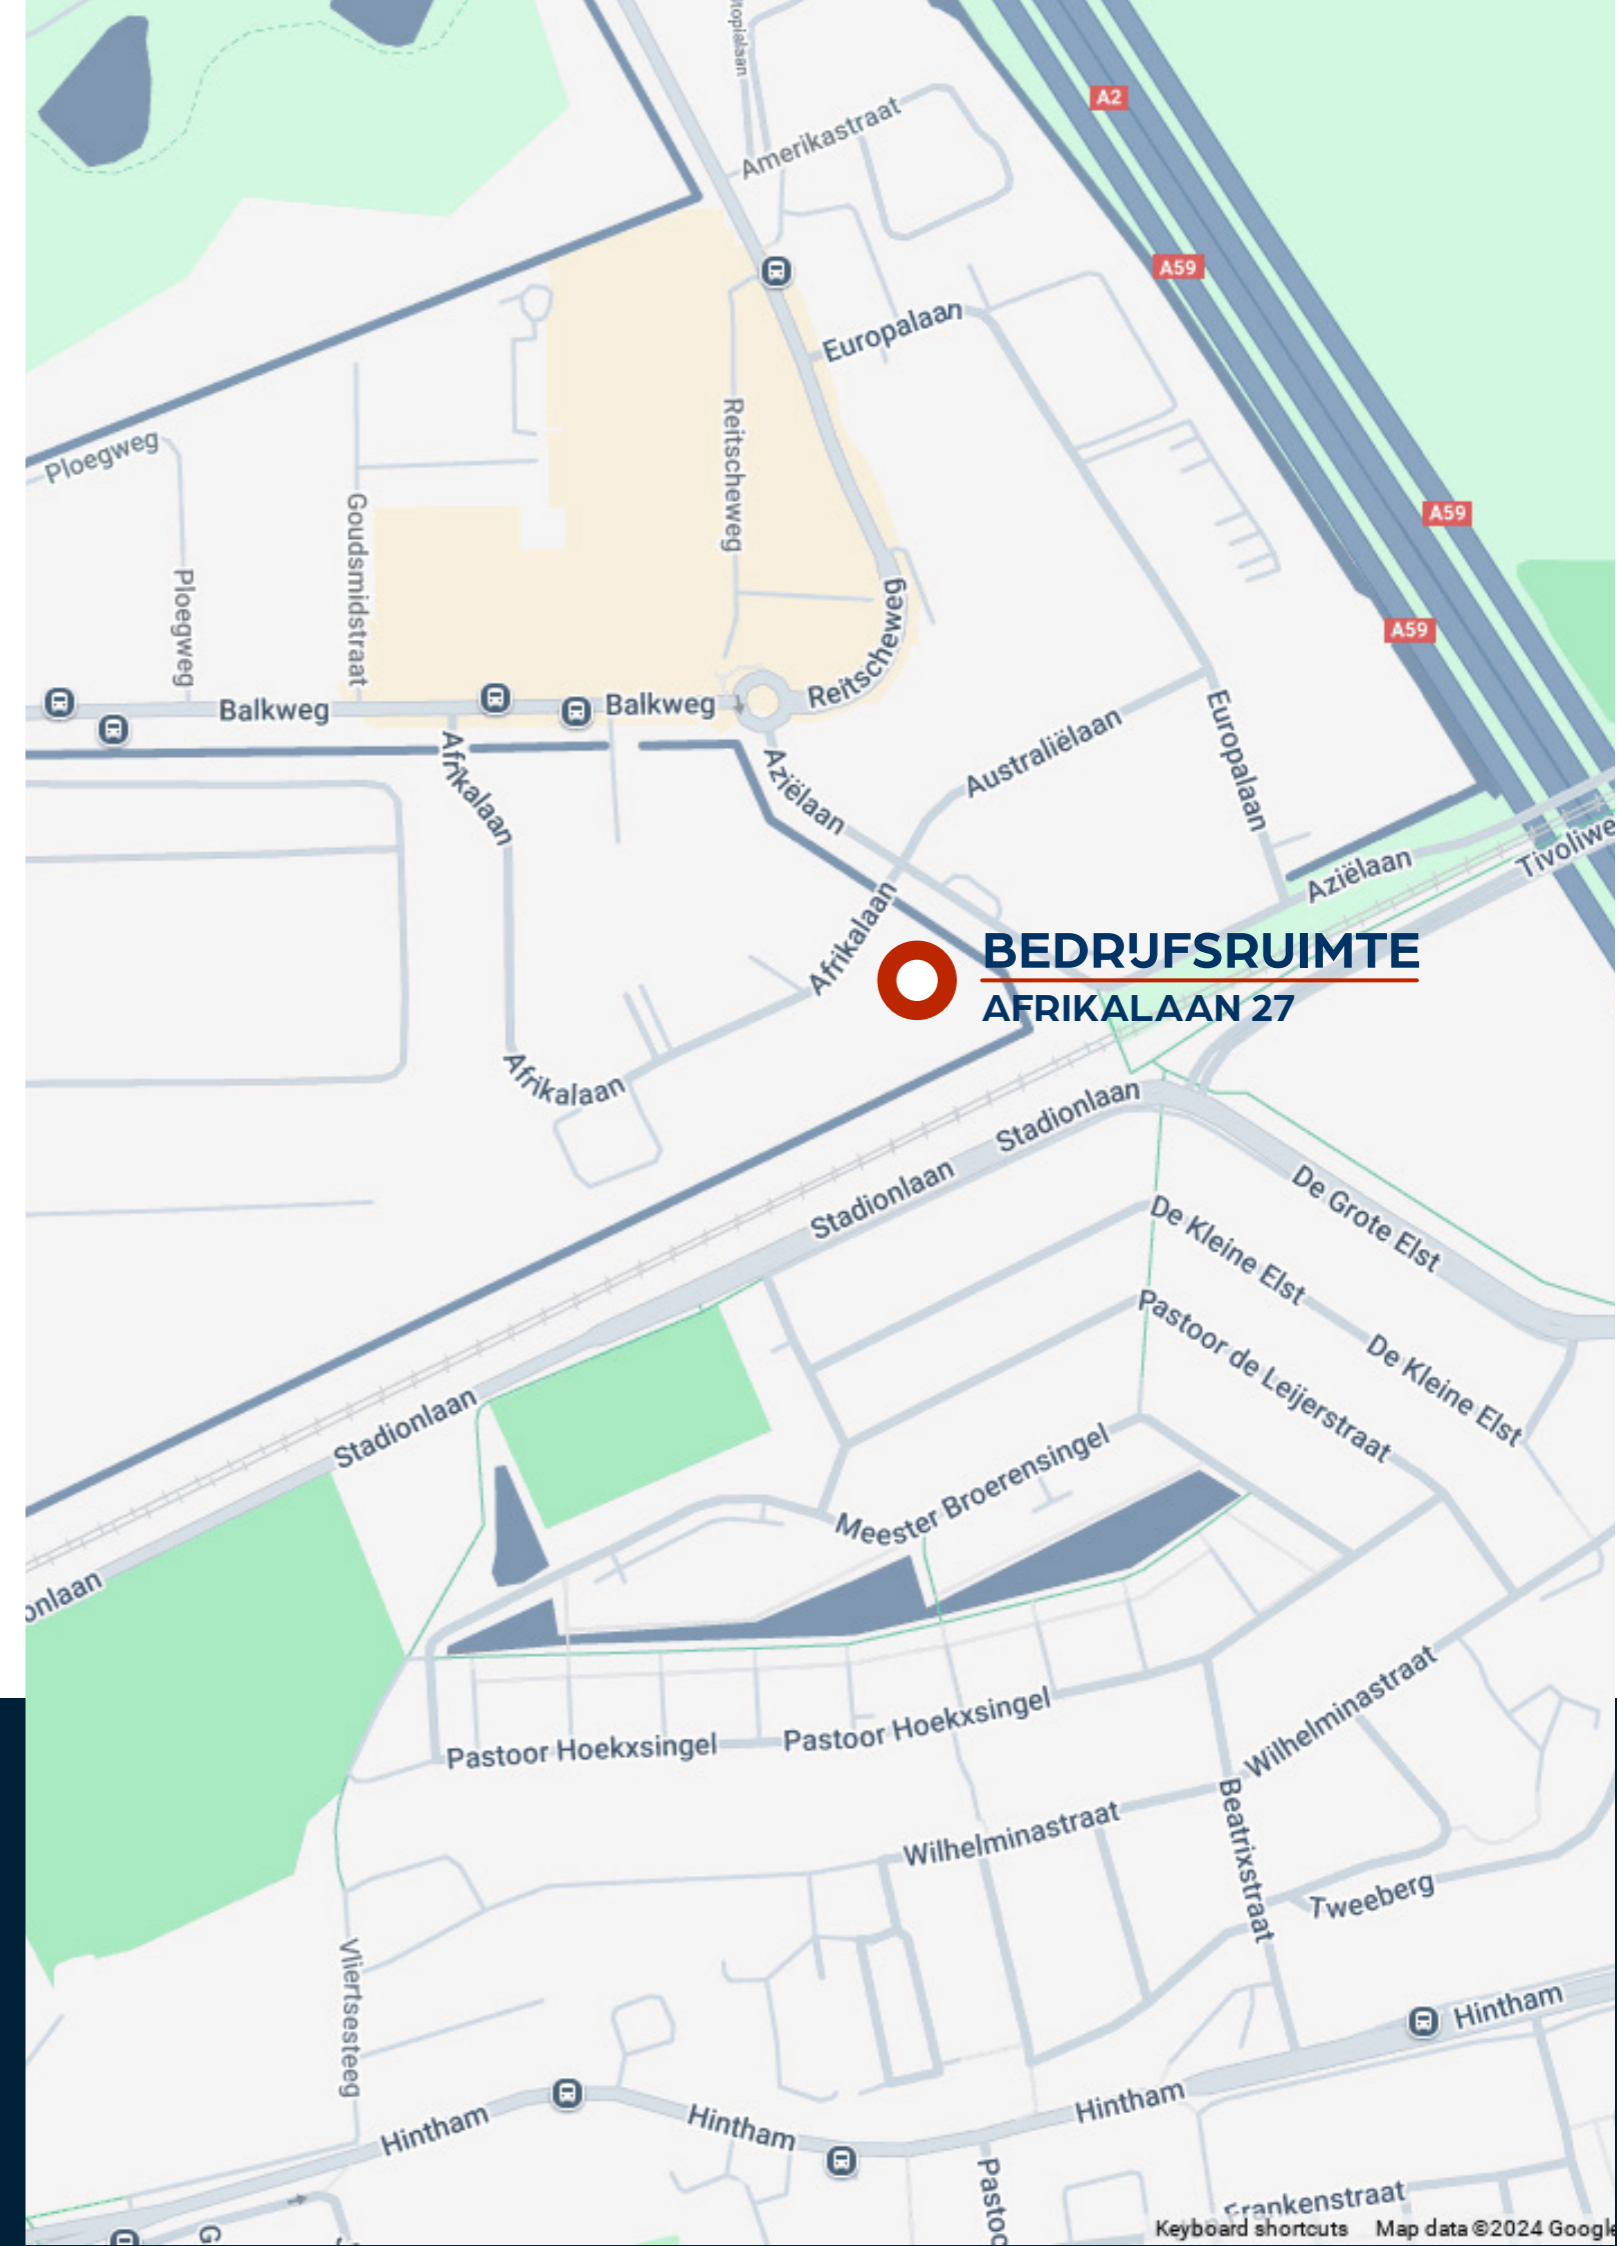 A2
Amerikastraat
A59
Europalaan
Reitscheweg
Ploegweg
Goudsmidstraat
A59
Ploegweg
Reitscheweg
A59
Balkweg
Balkweg
Afrikalaan
Aziëlaan
Australiëlaan
Europalaan
Tivoliwe
Aziëlaan
Afrikalaan
BEDRIJFSRUIMTE
AFRIKALAAN 27
Afrikalaan
Stadionlaan
Stadionlaan
De Grote Elst
De Kleine Elst
Pastoor de Leijerstraat
De Kleine Elst
Stadionlaan
Meester Broerensingel
onlaan
Pastoor Hoekxsingel
Pastoor Hoekxsingel
Wilhelminastraat
Wilhelminastraat
Beatrixstraat
Tweeberg
Vliertsesteeg
Hintham
Hintham
Hintham
Hintham
Pastoo
Frankenstraat
G
Keyboard shortcuts Map data ©2024 Google